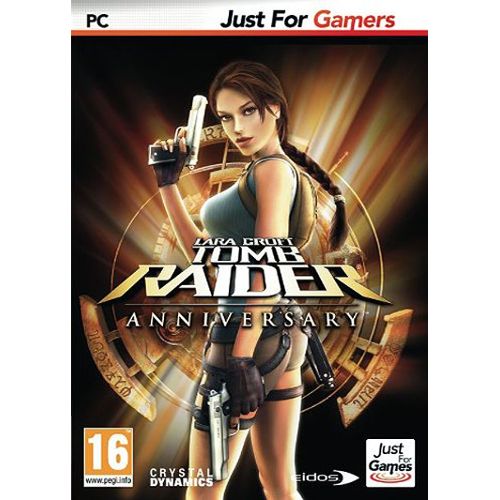 PC
Just For Gamers
LARA CROFT
TOMB
RAIDER
ANNIVERSARY
16
www.pegi.info
CRYSTAL
DYNAMICS
eidos
Just
For
Games